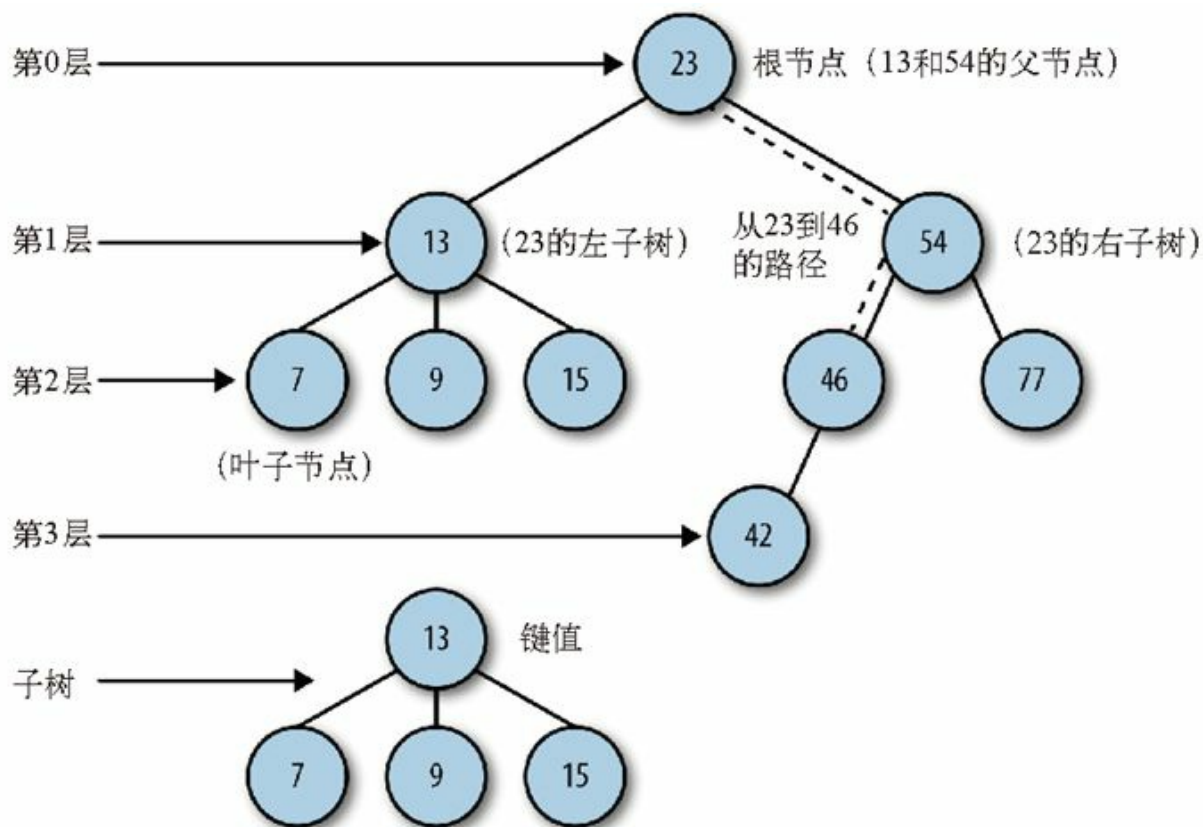 第0层
23
根节点（13和54的父节点）
第1层
13
（23的左子树）
从23到46
的路径
54
（23的右子树）
第2层
7
9
15
46
77
（叶子节点）
第3层
42
13
键值
子树
7
9
15